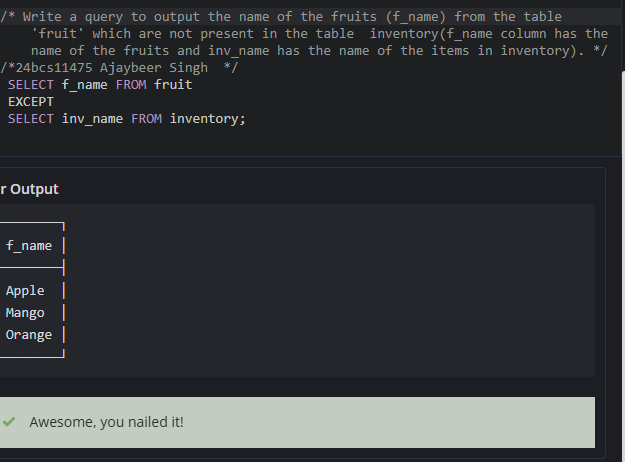 /* Write a query to output the name of the fruits (f_name) from the table
'fruit' which are not present in the table  inventory(f_name column has the
name of the fruits and inv_name has the name of the items in inventory). */
/*24bcs11475 Ajaybeer Singh  */
SELECT f_name FROM fruit
EXCEPT
SELECT inv_name FROM inventory;
r Output
f_name
Apple
Mango
Orange
Awesome, you nailed it!